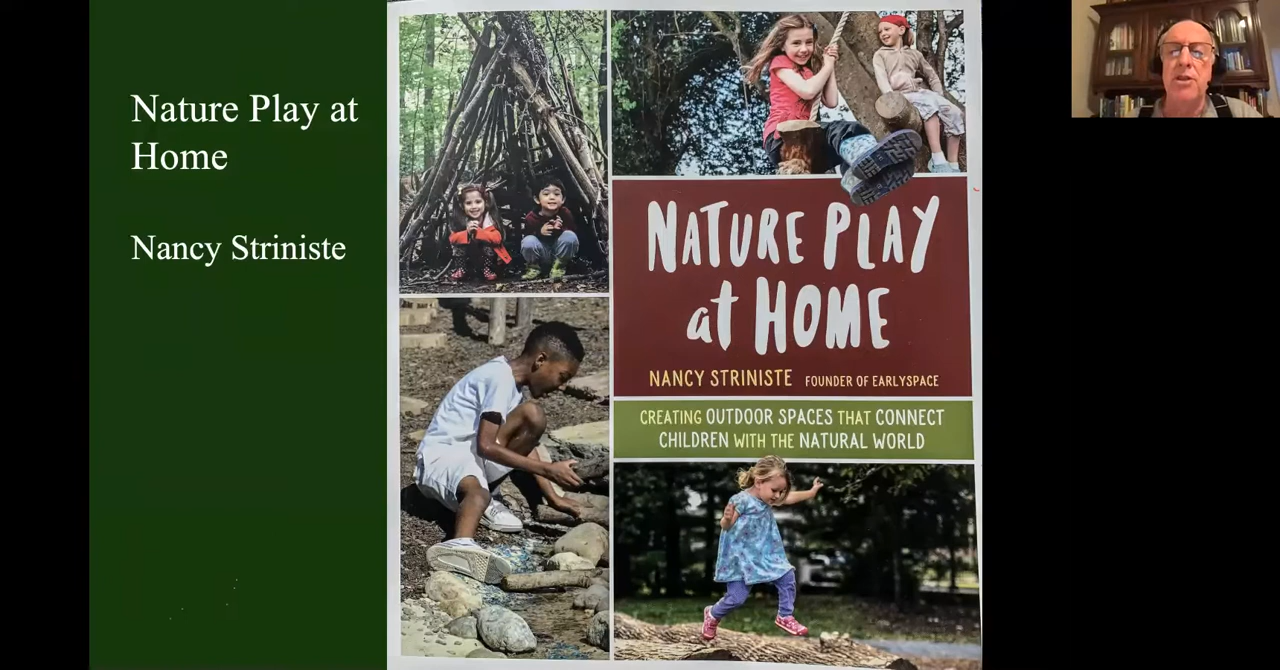 Nature Play at
Home
Nancy Striniste
NATURE PLAY
at HOME
NANCY STRINISTE FOUNDER OF EARLYSPACE
CREATING OUTDOOR SPACES THAT CONNECT
CHILDREN WITH THE NATURAL WORLD